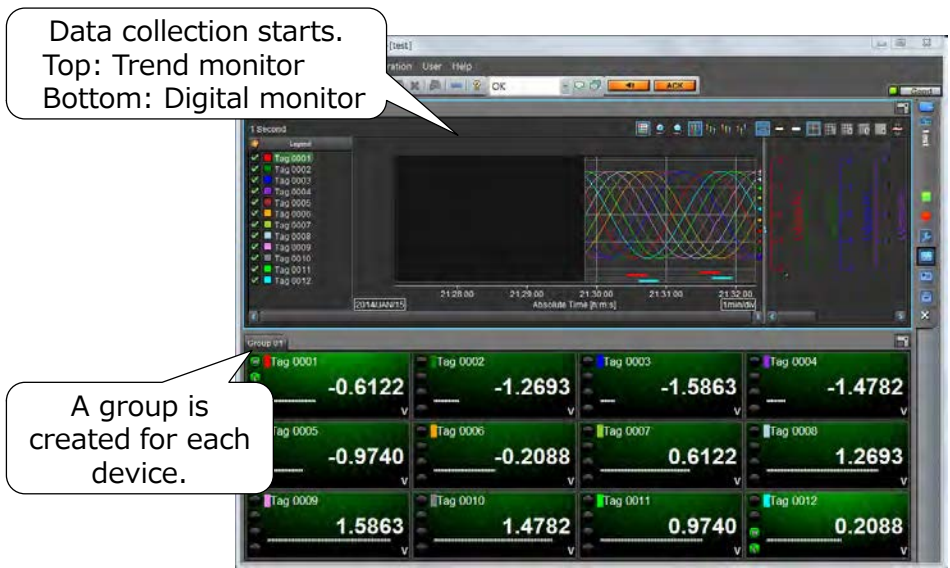 Data collection starts.
Top: Trend monitor
Bottom: Digital monitor
[test]
User Help
OK
ACK
Good
1 Second
Legend
Test
Tag 0001
Tag 0002
Tag 0003
Tag 0004
Tag 0005
Tag 0006
Tag 0007
Tag 0008
Tag 0009
Tag 0010
Tag 0011
Tag 0012
21:28:00 21:29:00 21:30:00 21:31:00 21:32:00
2014/JAN/15 Absolute Time [h:m:s] 1min/div
Group 01
Tag 0001 Tag 0002 Tag 0003 Tag 0004
-0.6122 -1.2693 -1.5863 -1.4782
V V V V
A group is
created for each
device.
Tag 0005 Tag 0006 Tag 0007 Tag 0008
-0.9740 -0.2088 0.6122 1.2693
V V V V
Tag 0009 Tag 0010 Tag 0011 Tag 0012
1.5863 1.4782 0.9740 0.2088
V V V V